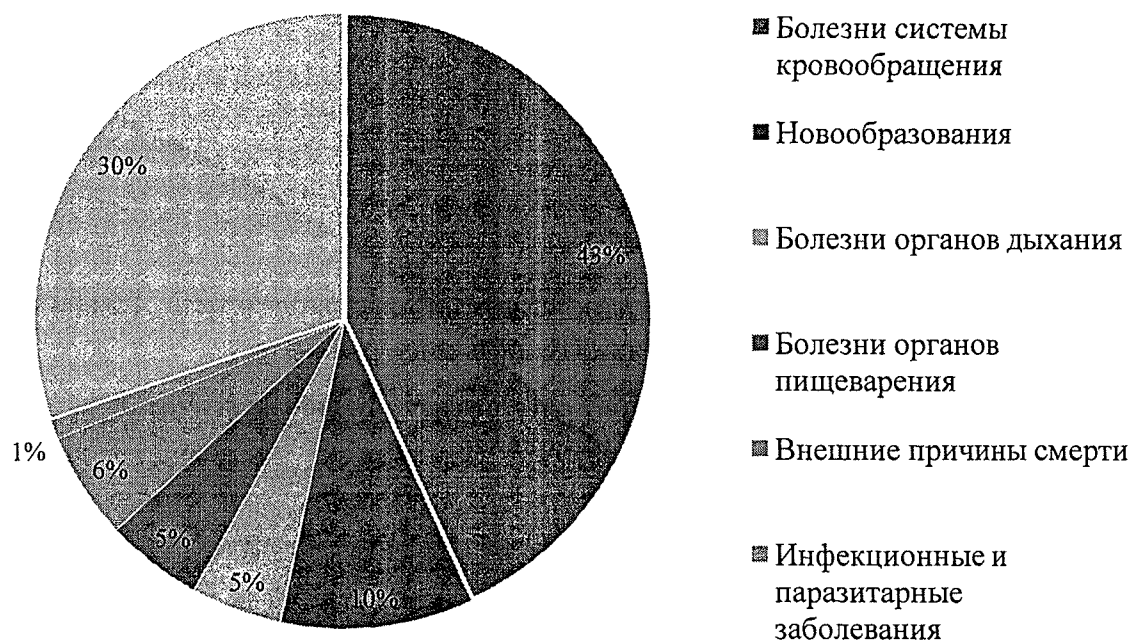 Болезни системы
кровообращения
Новообразования
30%
43%
Болезни органов дыхания
Болезни органов
пищеварения
1%
6%
Внешние причины смерти
5%
5%
10%
Инфекционные и
паразитарные
заболевания